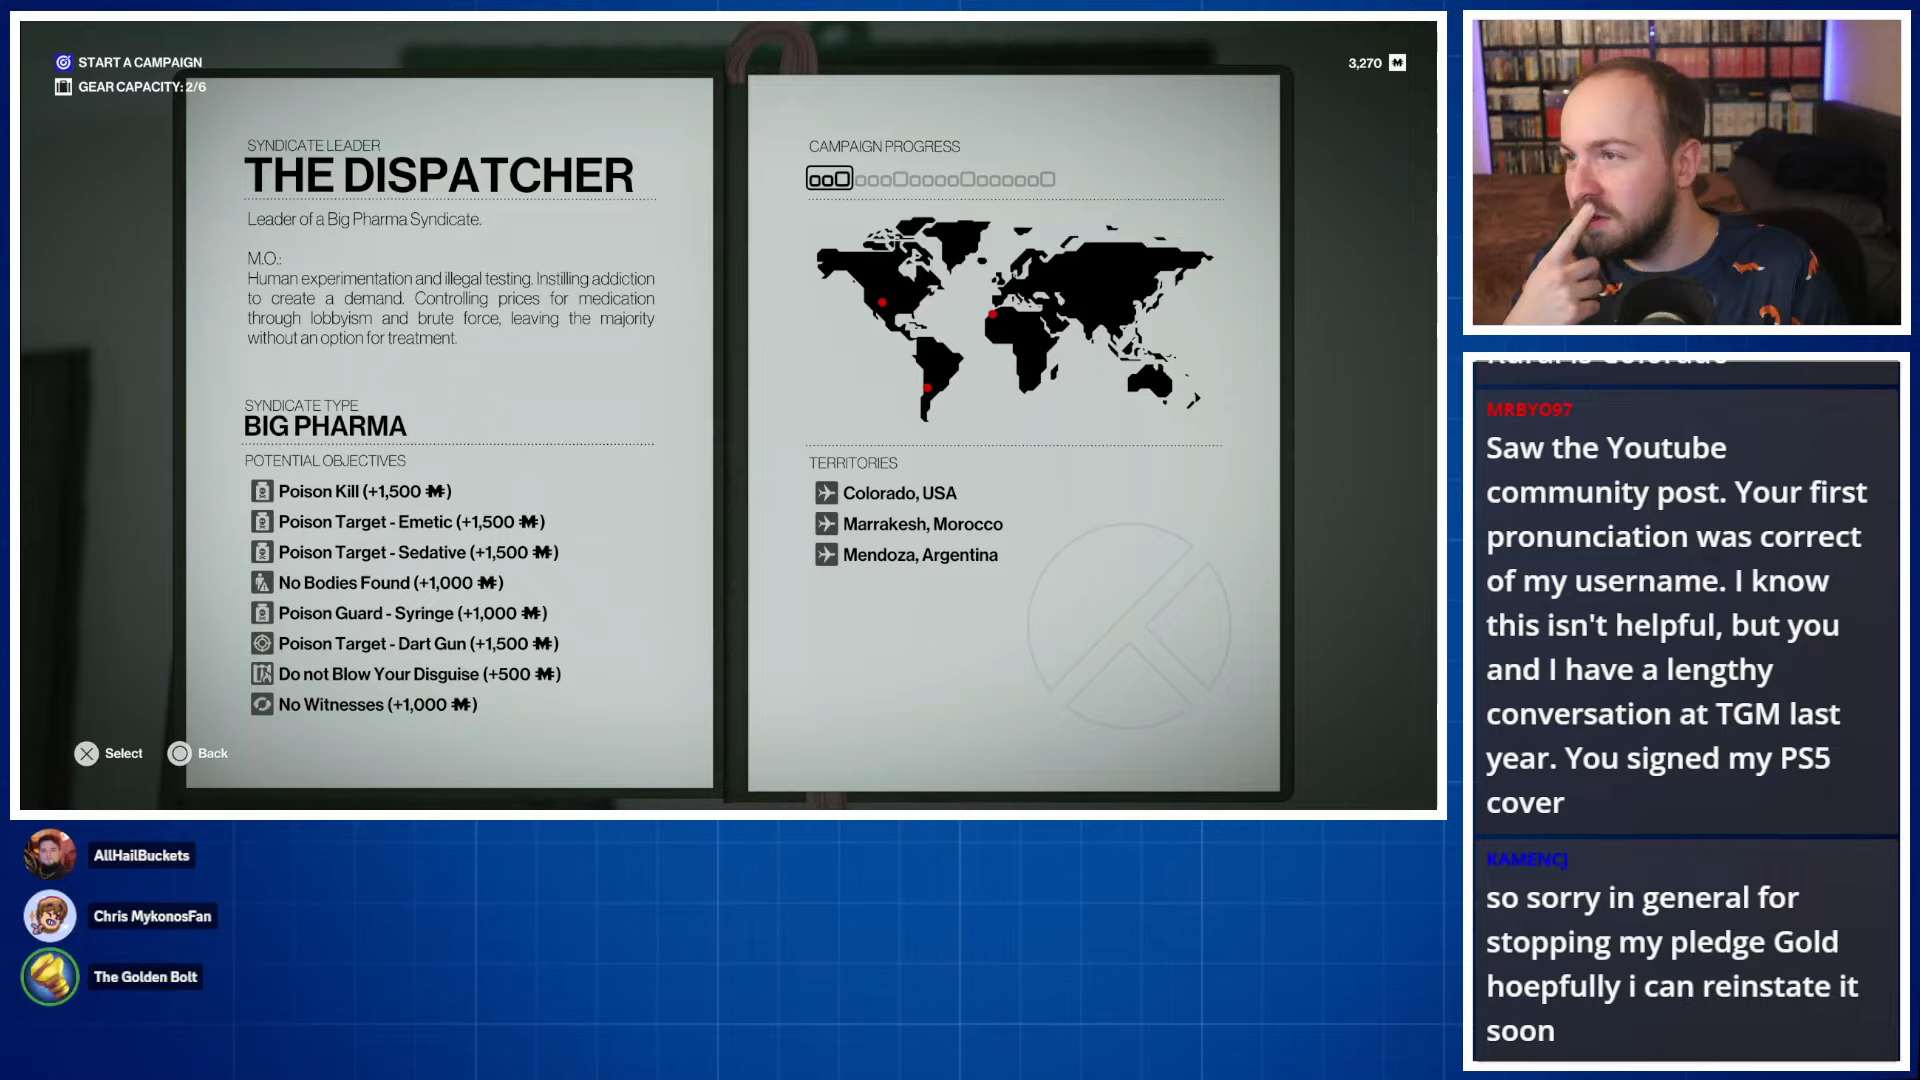 START A CAMPAIGN
GEAR CAPACITY: 2/6
3,270
SYNDICATE LEADER
THE DISPATCHER
Leader of a Big Pharma Syndicate.
M.O.:
Human experimentation and illegal testing. Instilling addiction
to create a demand. Controlling prices for medication
through lobbyism and brute force, leaving the majority
without an option for treatment.
SYNDICATE TYPE
BIG PHARMA
POTENTIAL OBJECTIVES
Poison Kill (+1,500 )
Poison Target - Emetic (+1,500 )
Poison Target - Sedative (+1,500 )
No Bodies Found (+1,000 )
Poison Guard - Syringe (+1,000 )
Poison Target - Dart Gun (+1,500 )
Do not Blow Your Disguise (+500 )
No Witnesses (+1,000 )
Select
Back
CAMPAIGN PROGRESS
TERRITORIES
Colorado, USA
Marrakesh, Morocco
Mendoza, Argentina
MRBYO97
Saw the Youtube
community post. Your first
pronunciation was correct
of my username. I know
this isn't helpful, but you
and I have a lengthy
conversation at TGM last
year. You signed my PS5
cover
KAMENCJ
so sorry in general for
stopping my pledge Gold
hoepfully i can reinstate it
soon
AllHailBuckets
Chris MykonosFan
The Golden Bolt